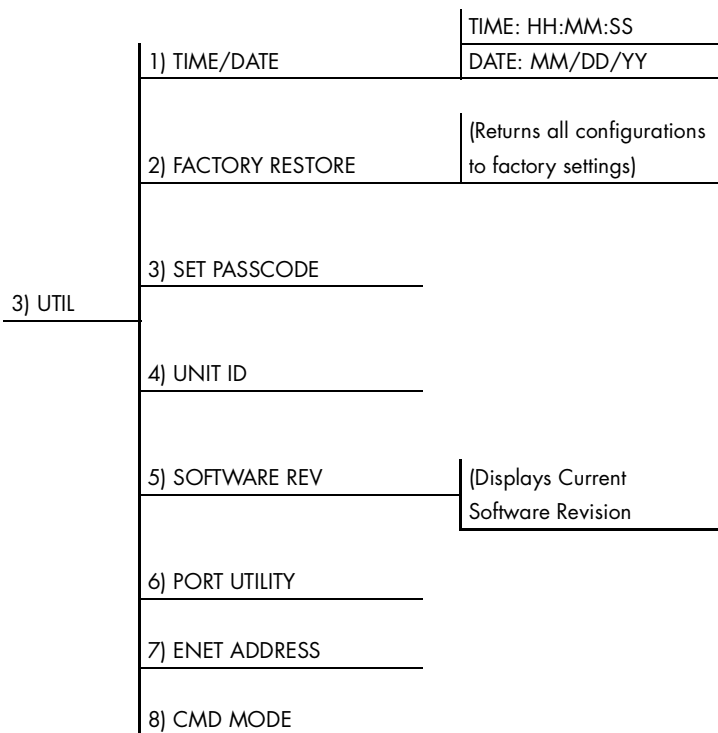 TIME: HH:MM:SS
1) TIME/DATE
DATE: MM/DD/YY
(Returns all configurations
2) FACTORY RESTORE
to factory settings)
3) SET PASSCODE
3) UTIL
4) UNIT ID
5) SOFTWARE REV
(Displays Current
Software Revision
6) PORT UTILITY
7) ENET ADDRESS
8) CMD MODE